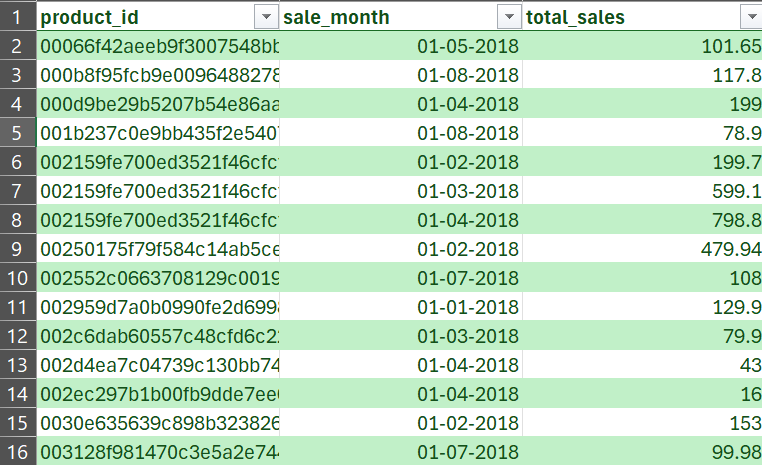 1 product_id sale_month total_sales
2 00066f42aeeb9f3007548bb 01-05-2018 101.65
3 000b8f95fcb9e0096488278 01-08-2018 117.8
4 000d9be29b5207b54e86aa 01-04-2018 199
5 001b237c0e9bb435f2e5407 01-08-2018 78.9
6 002159fe700ed3521f46cfc 01-02-2018 199.7
7 002159fe700ed3521f46cfc 01-03-2018 599.1
8 002159fe700ed3521f46cfc 01-04-2018 798.8
9 00250175f79f584c14ab5ce 01-02-2018 479.94
10 002552c0663708129c0019 01-07-2018 108
11 002959d7a0b0990fe2d699 01-01-2018 129.9
12 002c6dab60557c48cfd6c2 01-03-2018 79.9
13 002d4ea7c04739c130bb74 01-04-2018 43
14 002ec297b1b00fb9dde7ee 01-04-2018 16
15 0030e635639c898b323826 01-02-2018 153
16 003128f981470c3e5a2e74 01-07-2018 99.98